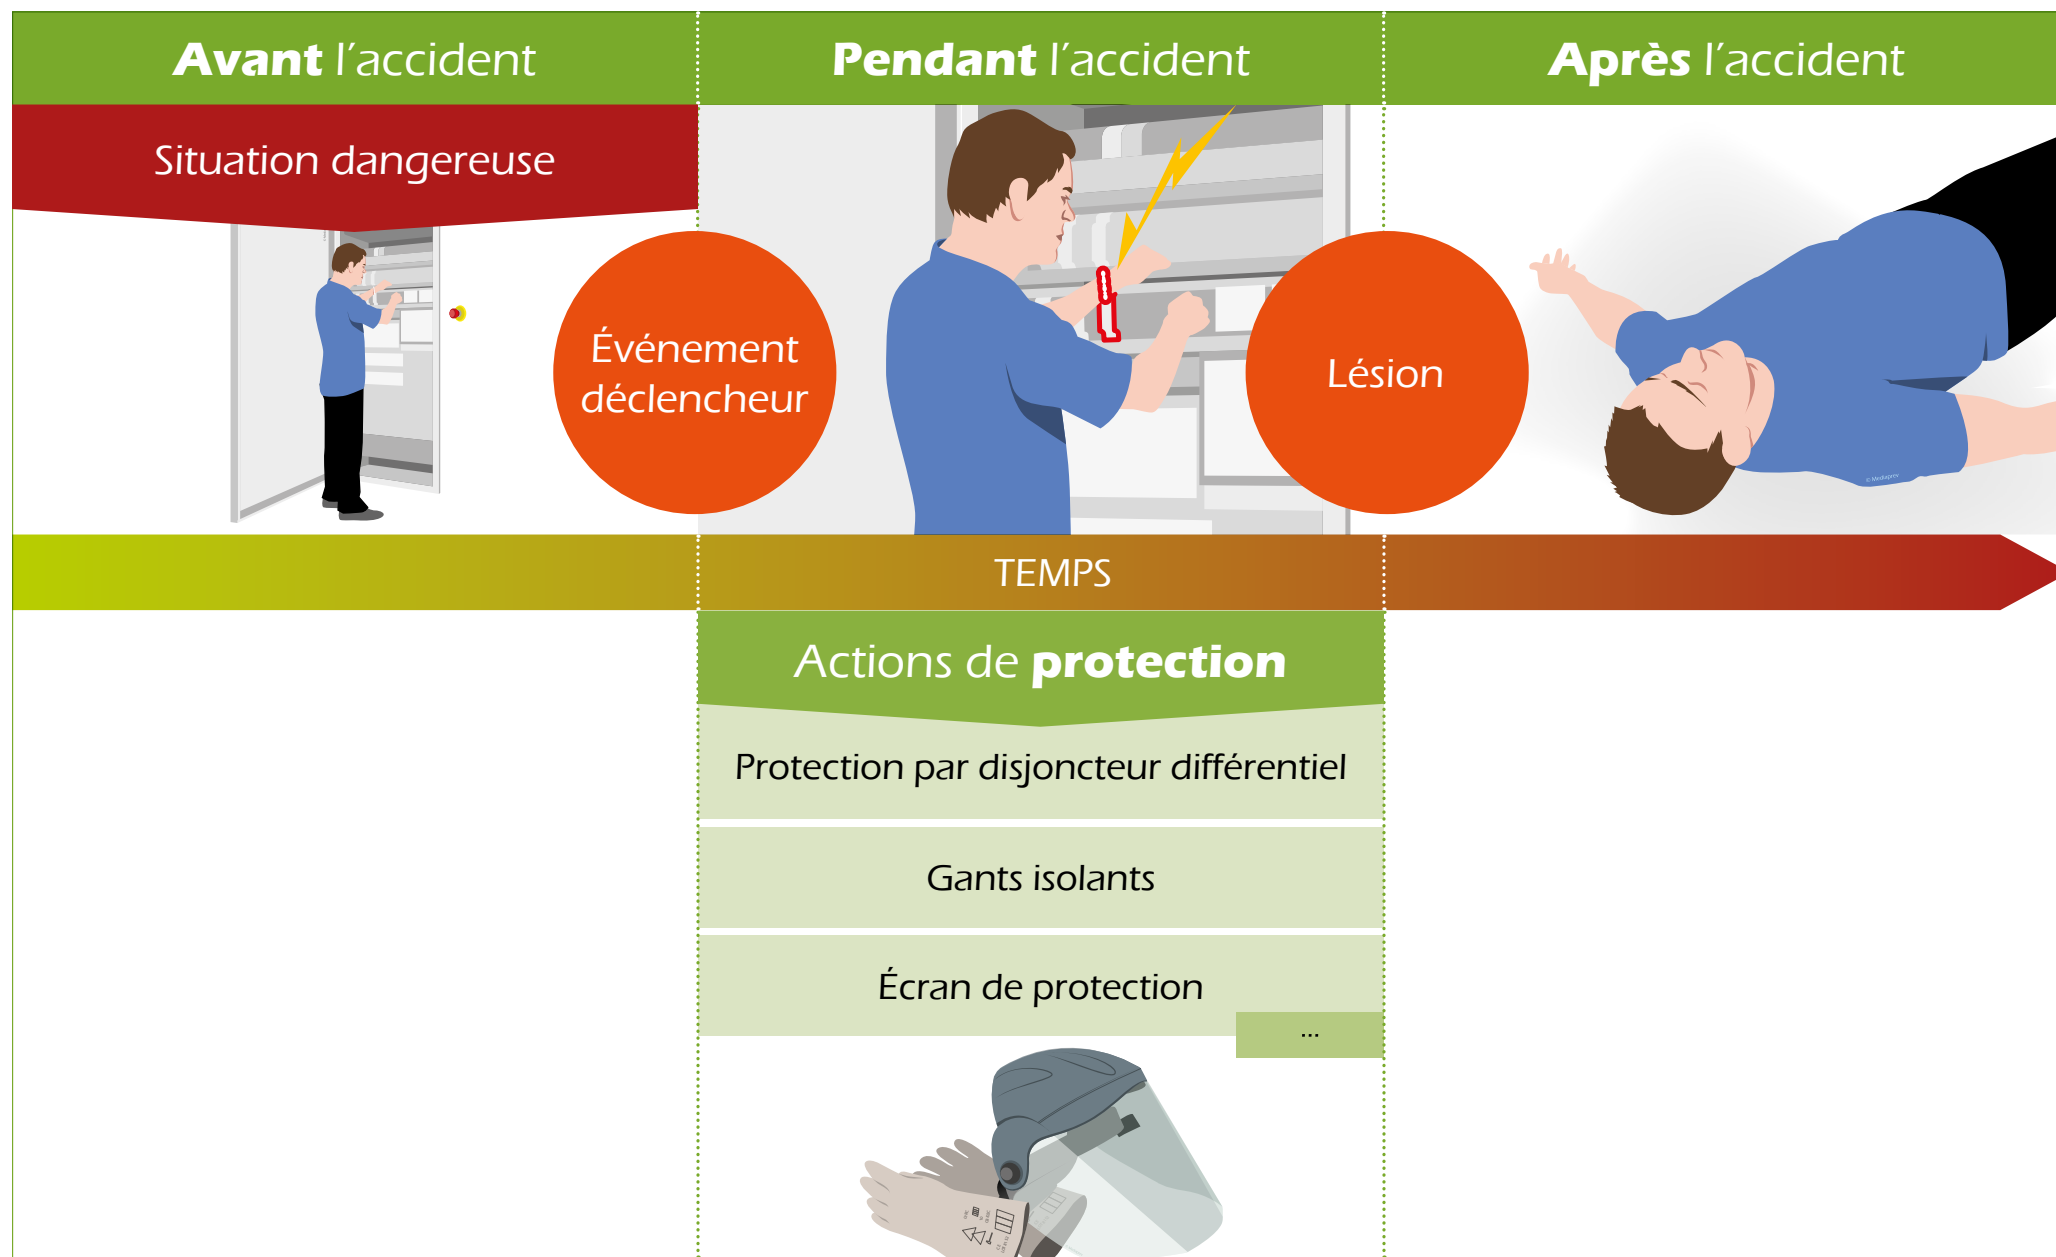 Avant l'accident
Pendant l'accident
Après l'accident
Situation dangereuse
Événement
déclencheur
Lésion
© Mediaprev
TEMPS
Actions de protection
Protection par disjoncteur différentiel
Gants isolants
Écran de protection
...